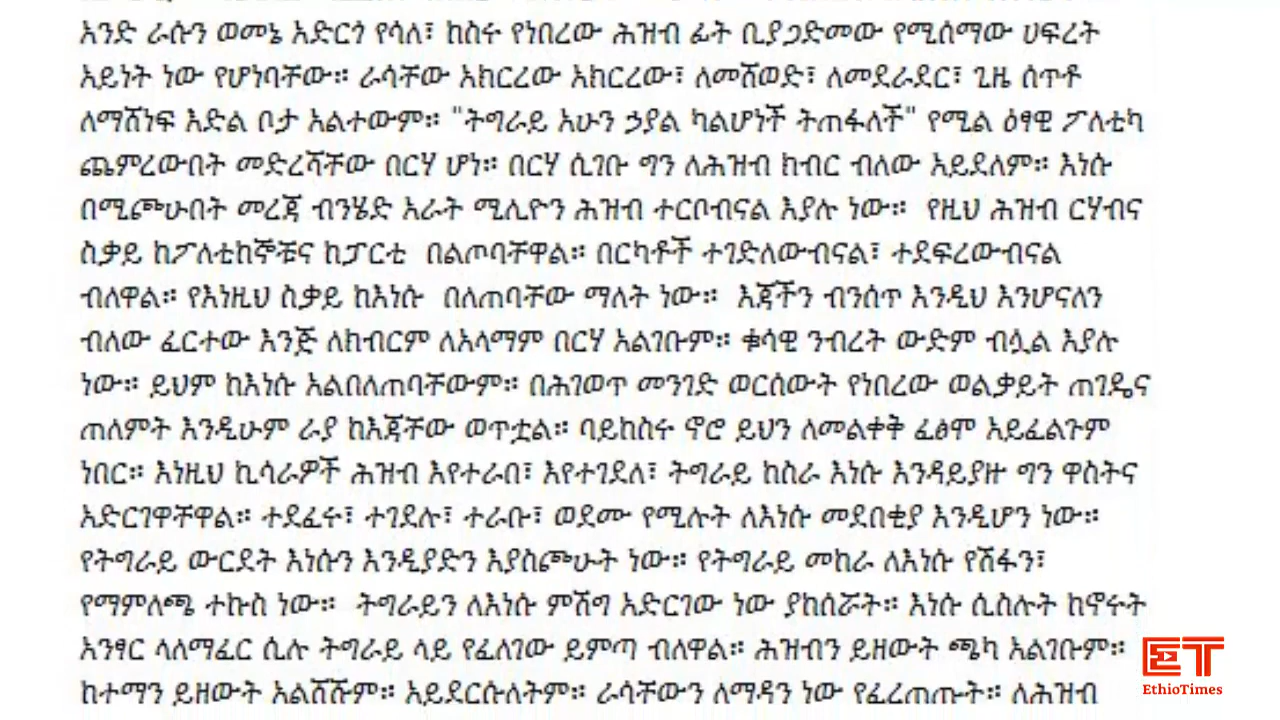 አንድ ራሱን ወመኔ አድርጎ የሳለ፣ ከስሩ የነበረው ሕዝብ ፊት ቢያጋድመው የሚሰማው ሀፍረት
አይነት ነው የሆነባቸው። ራሳቸው አክርረው አክርረው፣ ለመሸወድ፣ ለመደራደር፣ ጊዜ ሰጥቶ
ለማሸነፍ እድል ቦታ አልተውም። "ትግራይ አሁን ኃያል ካልሆነች ትጠፋለች" የሚል ዕፃዊ ፖለቲካ
ጨምረውበት መድረሻቸው በርሃ ሆነ። በርሃ ሲገቡ ግን ለሕዝብ ክብር ብለው አይደለም። እነሱ
በሚጮሁበት መረጃ ብንሄድ አራት ሚሊዮን ሕዝብ ተርቦብናል እያሉ ነው። የዚህ ሕዝብ ርሃብና
ስቃይ ከፖለቲከኞቹና ከፓርቲ በልጦባቸዋል። በርካቶች ተገድለውብናል፣ ተደፍረውብናል
ብለዋል። የእነዚህ ስቃይ ከእነሱ በለጠባቸው ማለት ነው። እጃችን ብንሰጥ እንዲህ እንሆናለን
ብለው ፈርተው እንጅ ለክብርም ለአላማም በርሃ አልገቡም። ቁሳዊ ንብረት ውድም ብሏል እያሉ
ነው። ይህም ከእነሱ አልበለጠባቸውም። በሕገወጥ መንገድ ወርሰውት የነበረው ወልቃይት ጠገዴና
ጠለምት እንዲሁም ራያ ከእጃቸው ወጥቷል። ባይከስሩ ኖሮ ይህን ለመልቀቅ ፈፅሞ አይፈልጉም
ነበር። እነዚህ ኪሳራዎች ሕዝብ እየተራበ፣ እየተገደለ፣ ትግራይ ከስራ እነሱ እንዳይያዙ ግን ዋስትና
አድርገዋቸዋል። ተደፈሩ፣ ተገደሉ፣ ተራቡ፣ ወደሙ የሚሉት ለእነሱ መደበቂያ እንዲሆን ነው።
የትግራይ ውርደት እነሱን እንዲያድን እያስጮሁት ነው። የትግራይ መከራ ለእነሱ የሽፋን፣
የማምለጫ ተኩስ ነው። ትግራይን ለእነሱ ምሽግ አድርገው ነው ያከሰሯት። እነሱ ሲስሉት ከኖሩት
አንፃር ላለማፈር ሲሉ ትግራይ ላይ የፈለገው ይምጣ ብለዋል። ሕዝብን ይዘውት ጫካ አልገቡም።
ከተማን ይዘውት አልሸሹም። አይደርሱለትም። ራሳቸውን ለማዳን ነው የፈረጠጡት። ለሕዝብ
ET
EthioTimes